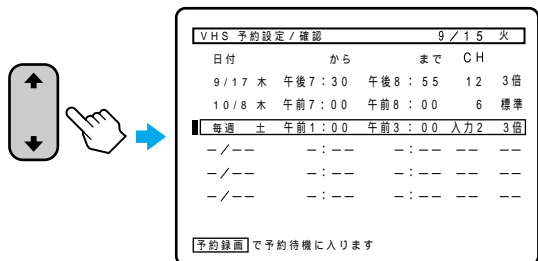 VHS 予約設定/確認 9/15 火
日付 から まで CH
9/17 木 午後7:30 午後8:55 12 3倍
10/8 木 午前7:00 午前8:00 6 標準
毎週 土 午前1:00 午前3:00 入力2 3倍
−/−− −:−− −:−− −− −−
−/−− −:−− −:−− −− −−
−/−− −:−− −:−− −− −−
予約録画 で予約待機に入ります